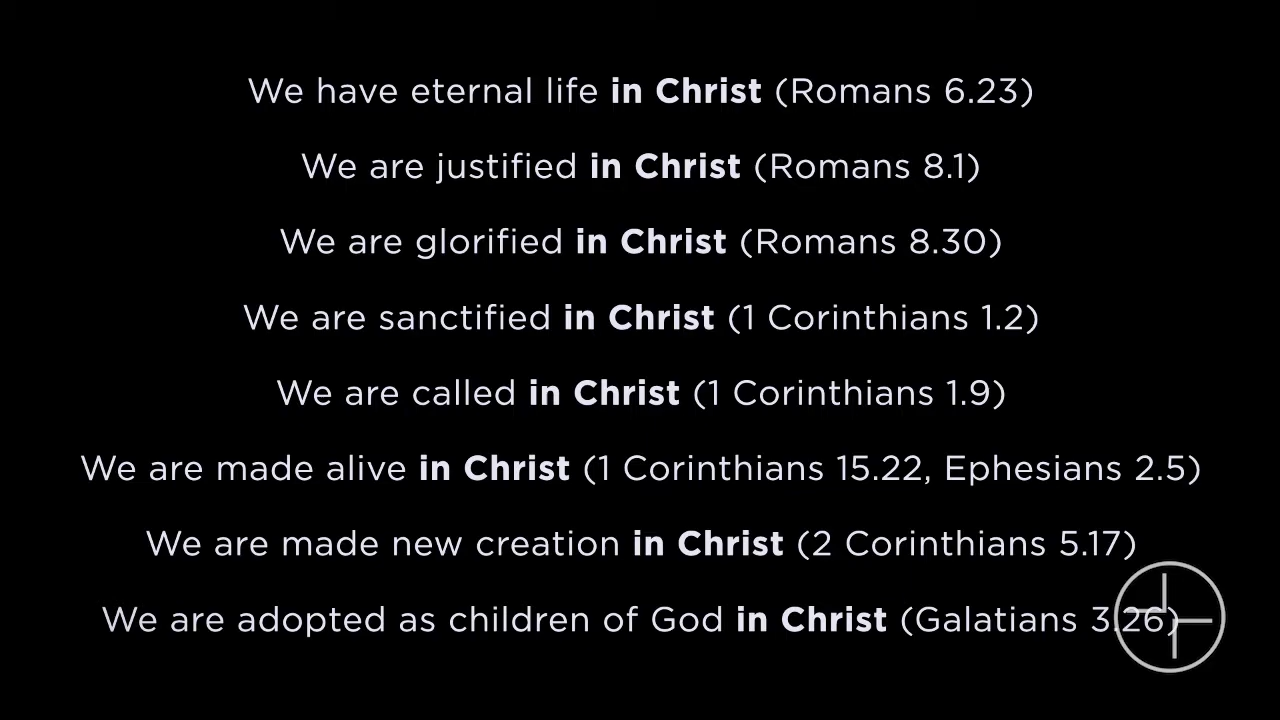 We have eternal life in Christ (Romans 6.23)
We are justified in Christ (Romans 8.1)
We are glorified in Christ (Romans 8.30)
We are sanctified in Christ (1 Corinthians 1.2)
We are called in Christ (1 Corinthians 1.9)
We are made alive in Christ (1 Corinthians 15.22, Ephesians 2.5)
We are made new creation in Christ (2 Corinthians 5.17)
We are adopted as children of God in Christ (Galatians 3.26)